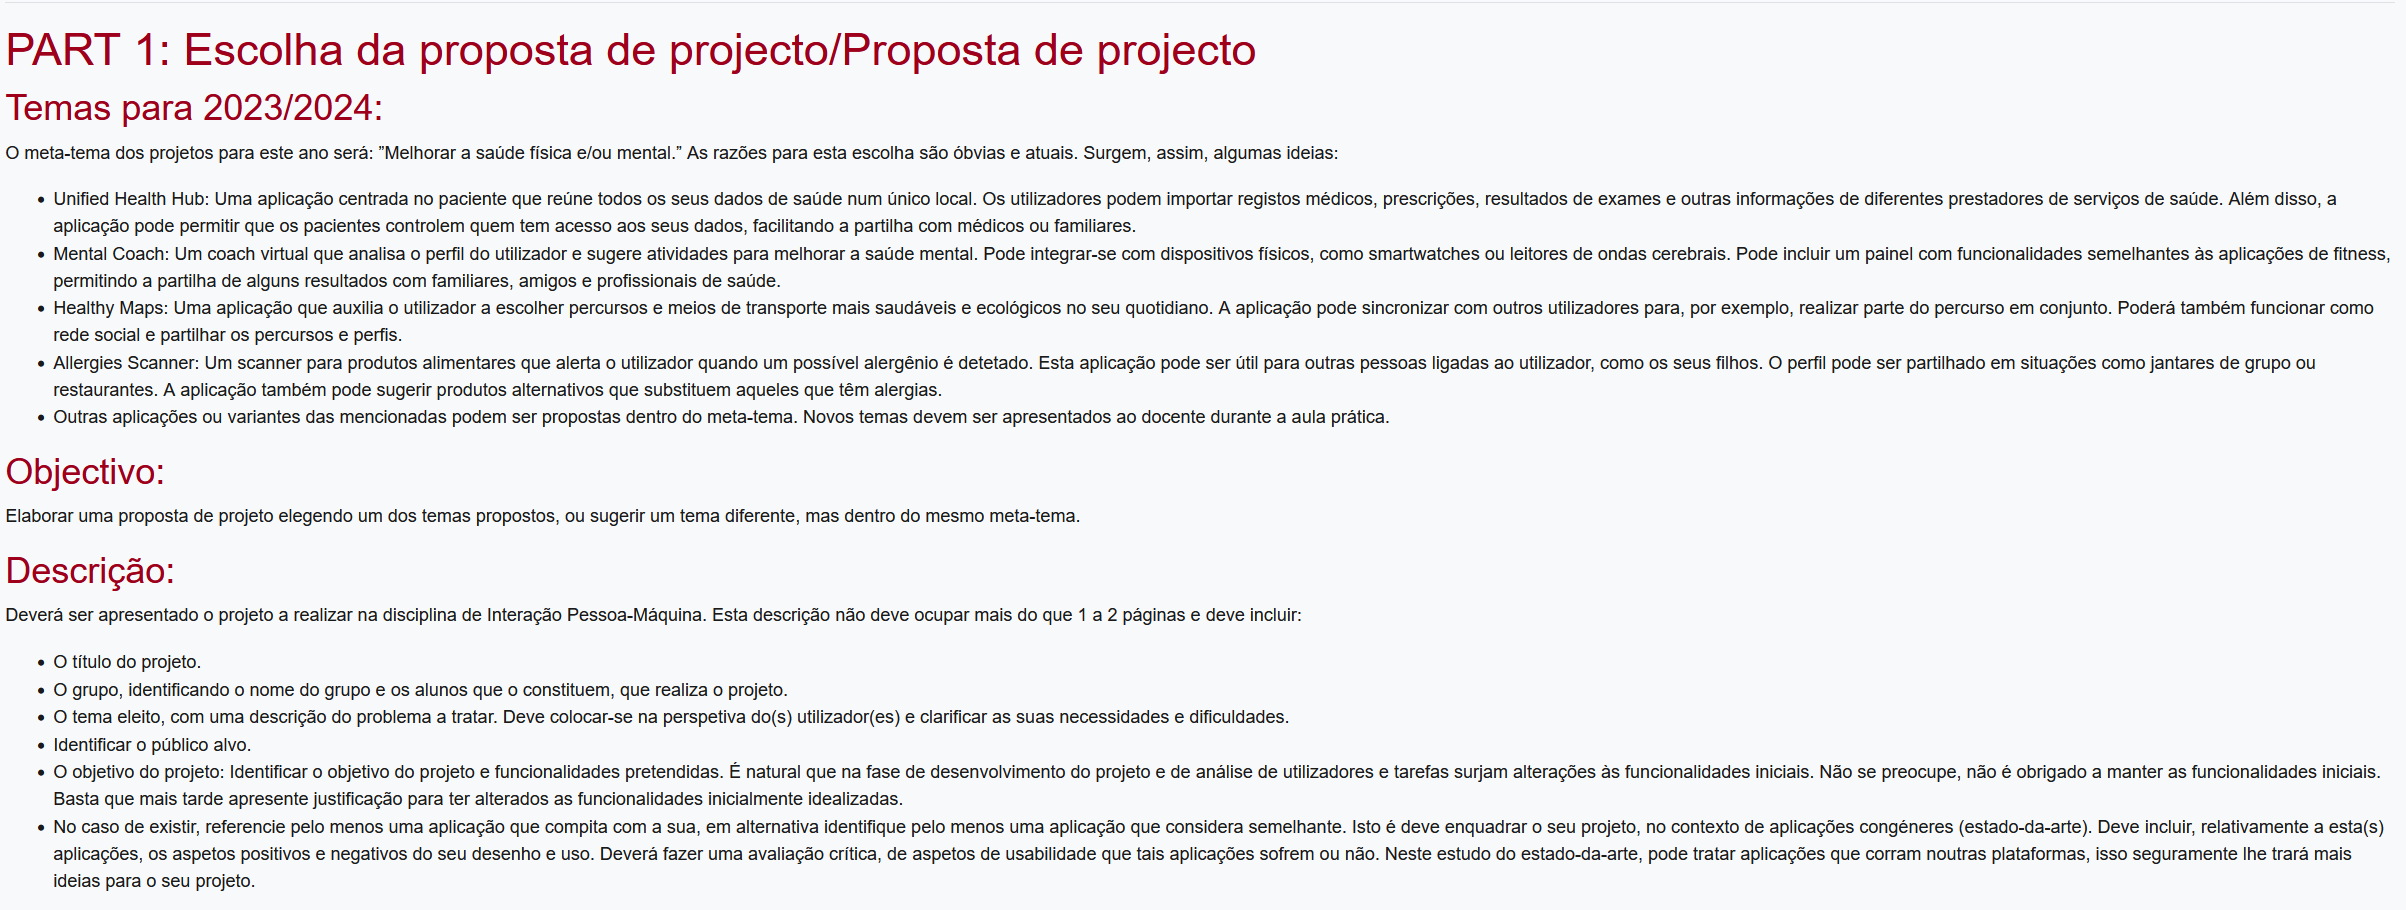 PART 1: Escolha da proposta de projecto/Proposta de projecto
Temas para 2023/2024:
O meta-tema dos projetos para este ano será: ”Melhorar a saúde física e/ou mental.” As razões para esta escolha são óbvias e atuais. Surgem, assim, algumas ideias:
• Unified Health Hub: Uma aplicação centrada no paciente que reúne todos os seus dados de saúde num único local. Os utilizadores podem importar registos médicos, prescrições, resultados de exames e outras informações de diferentes prestadores de serviços de saúde. Além disso, a
aplicação pode permitir que os pacientes controlem quem tem acesso aos seus dados, facilitando a partilha com médicos ou familiares.
• Mental Coach: Um coach virtual que analisa o perfil do utilizador e sugere atividades para melhorar a saúde mental. Pode integrar-se com dispositivos físicos, como smartwatches ou leitores de ondas cerebrais. Pode incluir um painel com funcionalidades semelhantes às aplicações de fitness,
permitindo a partilha de alguns resultados com familiares, amigos e profissionais de saúde.
• Healthy Maps: Uma aplicação que auxilia o utilizador a escolher percursos e meios de transporte mais saudáveis e ecológicos no seu quotidiano. A aplicação pode sincronizar com outros utilizadores para, por exemplo, realizar parte do percurso em conjunto. Poderá também funcionar como
rede social e partilhar os percursos e perfis.
• Allergies Scanner: Um scanner para produtos alimentares que alerta o utilizador quando um possível alergênio é detetado. Esta aplicação pode ser útil para outras pessoas ligadas ao utilizador, como os seus filhos. O perfil pode ser partilhado em situações como jantares de grupo ou
restaurantes. A aplicação também pode sugerir produtos alternativos que substituem aqueles que têm alergias.
• Outras aplicações ou variantes das mencionadas podem ser propostas dentro do meta-tema. Novos temas devem ser apresentados ao docente durante a aula prática.
Objectivo:
Elaborar uma proposta de projeto elegendo um dos temas propostos, ou sugerir um tema diferente, mas dentro do mesmo meta-tema.
Descrição:
Deverá ser apresentado o projeto a realizar na disciplina de Interação Pessoa-Máquina. Esta descrição não deve ocupar mais do que 1 a 2 páginas e deve incluir:
• O título do projeto.
• O grupo, identificando o nome do grupo e os alunos que o constituem, que realiza o projeto.
• O tema eleito, com uma descrição do problema a tratar. Deve colocar-se na perspetiva do(s) utilizador(es) e clarificar as suas necessidades e dificuldades.
• Identificar o público alvo.
• O objetivo do projeto: Identificar o objetivo do projeto e funcionalidades pretendidas. É natural que na fase de desenvolvimento do projeto e de análise de utilizadores e tarefas surjam alterações às funcionalidades iniciais. Não se preocupe, não é obrigado a manter as funcionalidades iniciais.
Basta que mais tarde apresente justificação para ter alterados as funcionalidades inicialmente idealizadas.
• No caso de existir, referencie pelo menos uma aplicação que compita com a sua, em alternativa identifique pelo menos uma aplicação que considera semelhante. Isto é deve enquadrar o seu projeto, no contexto de aplicações congéneres (estado-da-arte). Deve incluir, relativamente a esta(s)
aplicações, os aspetos positivos e negativos do seu desenho e uso. Deverá fazer uma avaliação crítica, de aspetos de usabilidade que tais aplicações sofrem ou não. Neste estudo do estado-da-arte, pode tratar aplicações que corram noutras plataformas, isso seguramente lhe trará mais
ideias para o seu projeto.